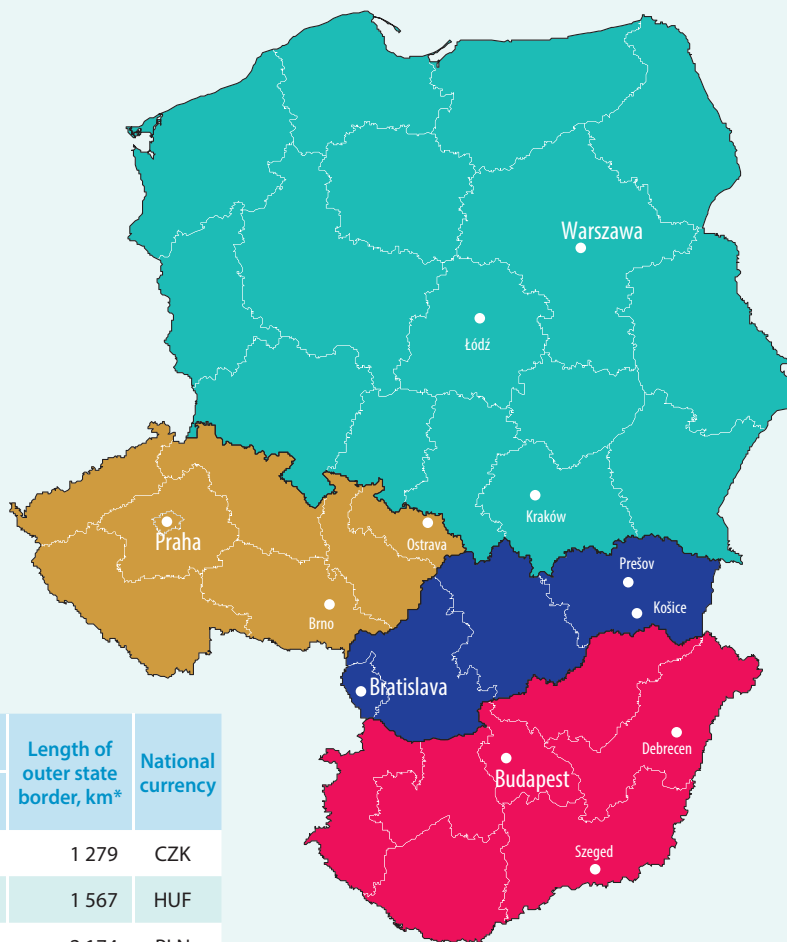 Warszawa
Łódź
Kraków
Praha
Ostrava
Brno
Prešov
Košice
Bratislava
Debrecen
Budapest
Szeged
Length of
outer state
border, km*
National
currency
1 279 CZK
1 567 HUF